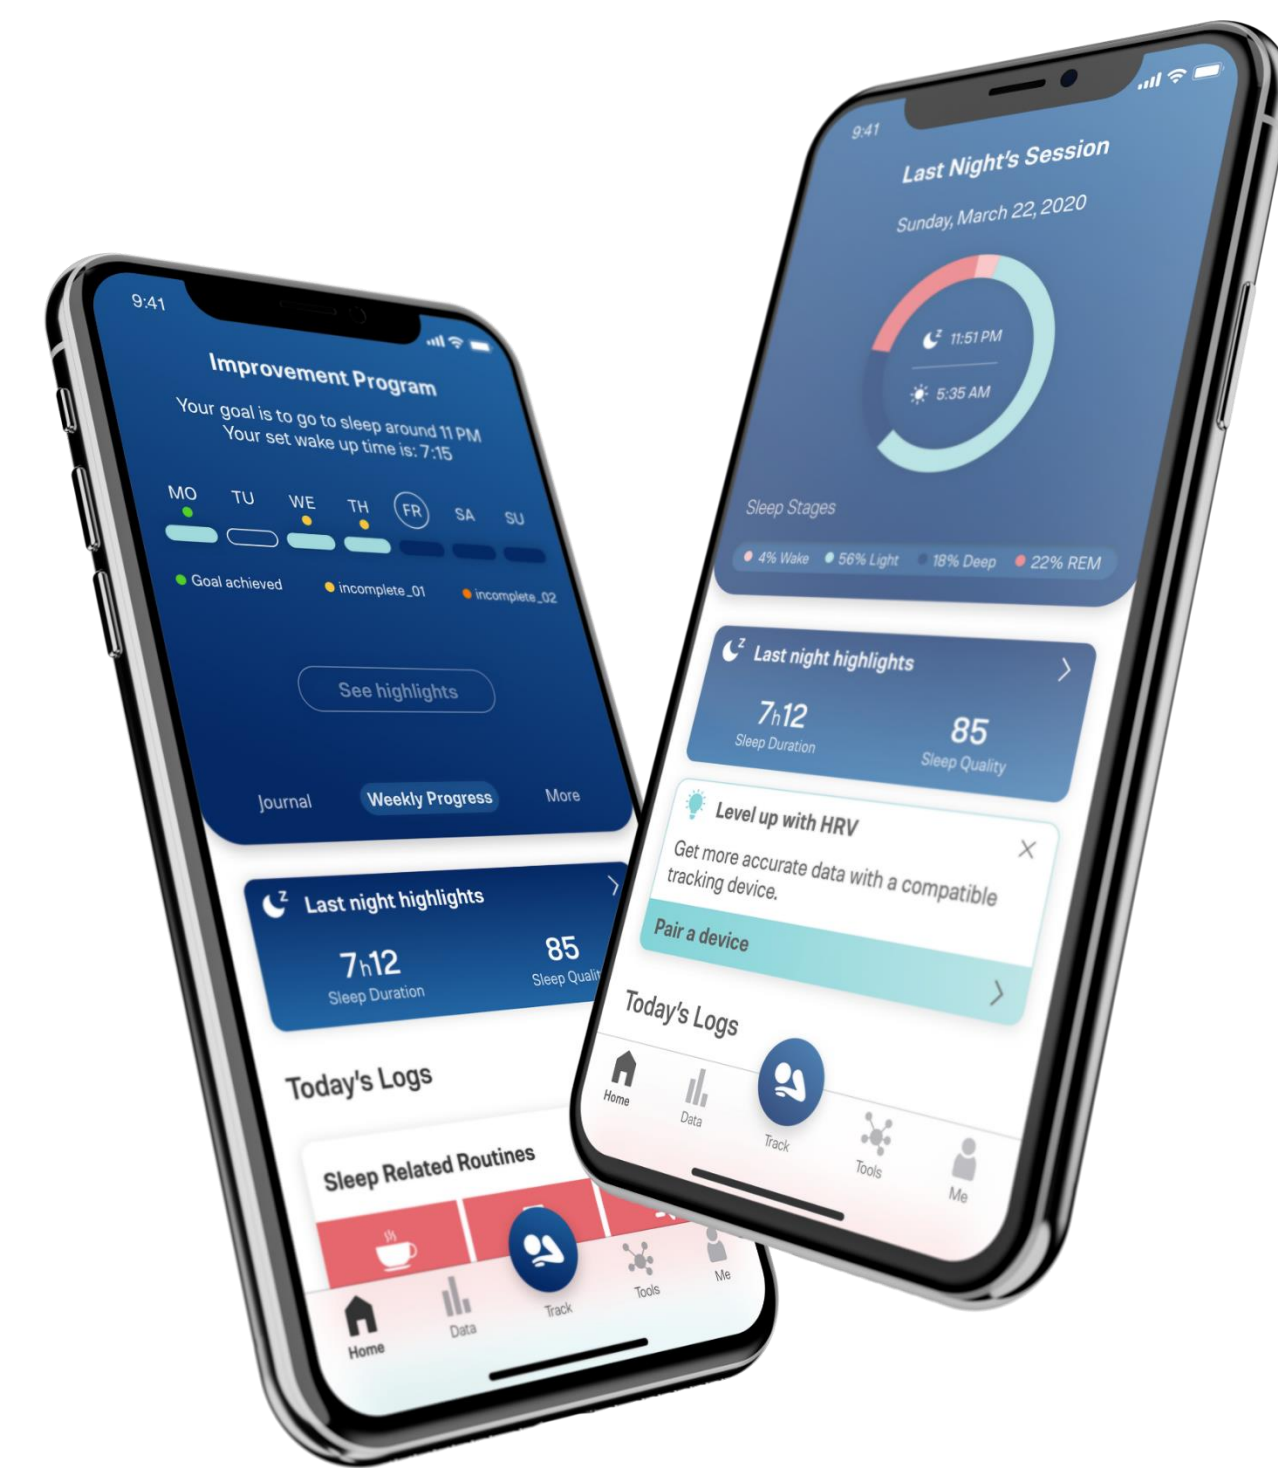 9:41
Improvement Program
Your goal is to go to sleep around 11 PM
Your set wake up time is: 7:15
MO TU WE TH FR SA SU
Goal achieved incomplete_01 incomplete_02
See highlights
Journal Weekly Progress More
Last night highlights
7h12 85
Sleep Duration Sleep Qualit
Today's Logs
Sleep Related Routines
Home Data Track Tools Me
9:41
Last Night's Session
Sunday, March 22, 2020
11:51 PM
5:35 AM
Sleep Stages
4% Wake 56% Light 18% Deep 22% REM
Last night highlights
7h12 85
Sleep Duration Sleep Quality
Level up with HRV
Get more accurate data with a compatible
tracking device.
Pair a device
Today's Logs
Home Data Track Tools Me